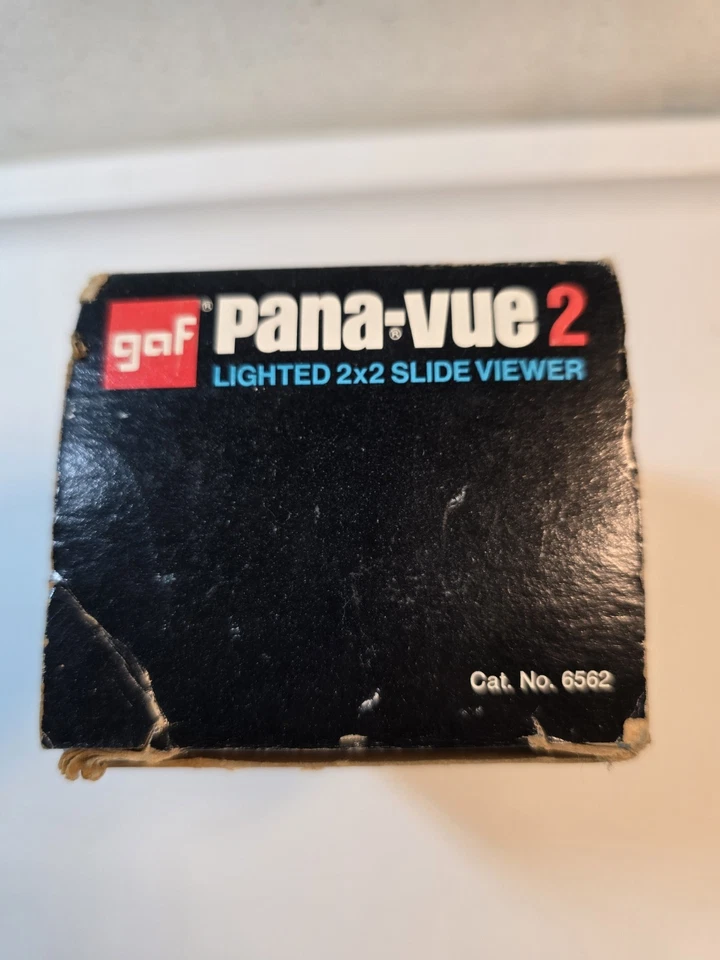 gaf® pana-vue® 2
LIGHTED 2x2 SLIDE VIEWER
Cat. No. 6562